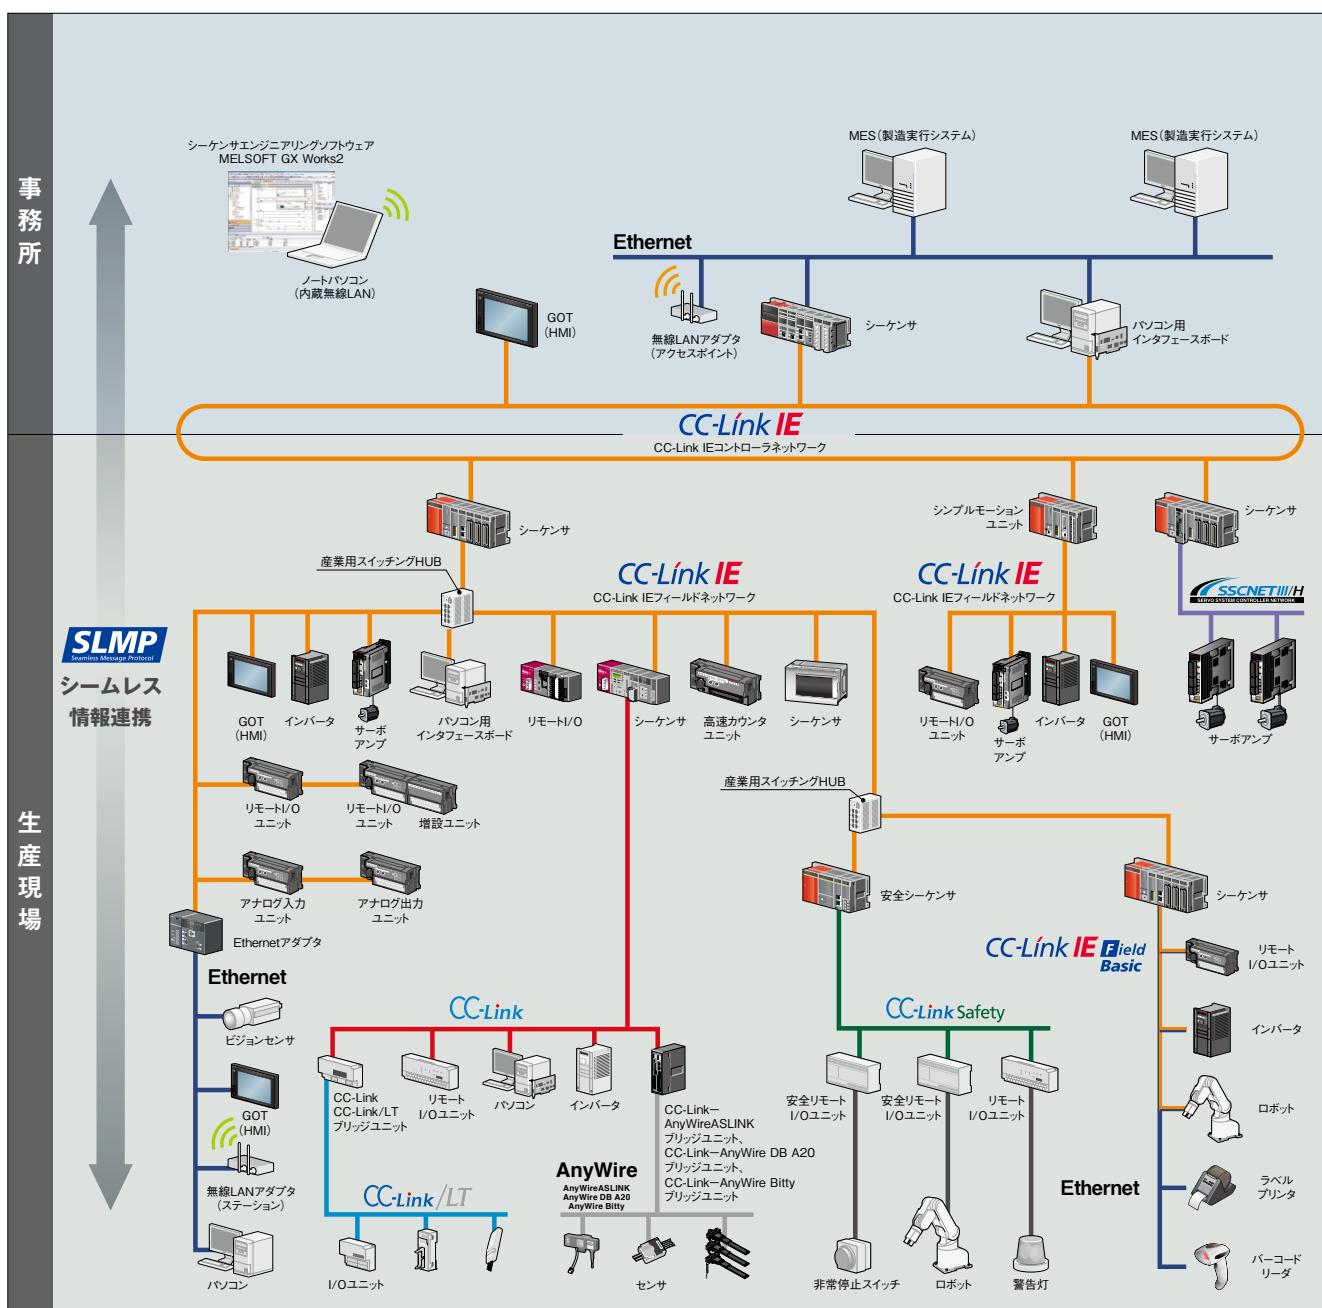 事務所
シーケンサエンジニアリングソフトウェア
MELSOFT GX Works2
ノートパソコン
(内蔵無線LAN)
MES(製造実行システム)
MES(製造実行システム)
Ethernet
GOT
(HMI)
無線LANアダプタ
(アクセスポイント)
シーケンサ
パソコン用
インタフェースボード
CC-Link IE
CC-Link IEコントローラネットワーク
生産現場
SLMP
Seamless Message Protocol
シームレス
情報連携
シーケンサ
シンプルモーション
ユニット
シーケンサ
産業用スイッチングHUB
CC-Link IE
CC-Link IEフィールドネットワーク
CC-Link IE
CC-Link IEフィールドネットワーク
SSCNETIII/H
SERVO SYSTEM CONTROLLER NETWORK
GOT
(HMI)
インバータ
サーボ
アンプ
パソコン用
インタフェースボード
リモートI/O
シーケンサ
高速カウンタ
ユニット
シーケンサ
リモートI/O
ユニット
サーボ
アンプ
インバータ
GOT
(HMI)
サーボアンプ
リモートI/O
ユニット
リモートI/O
ユニット
増設ユニット
産業用スイッチングHUB
アナログ入力
ユニット
アナログ出力
ユニット
安全シーケンサ
シーケンサ
Ethernetアダプタ
Ethernet
CC-Link IE Field
Basic
リモート
I/Oユニット
ビジョンセンサ
CC-Link
CC-Link Safety
インバータ
GOT
(HMI)
CC-Link
CC-Link/LT
ブリッジユニット
リモート
I/Oユニット
パソコン
インバータ
CC-Link−
AnyWireASLINK
ブリッジユニット、
CC-Link−AnyWire DB A20
ブリッジユニット、
CC-Link−AnyWire Bitty
ブリッジユニット
安全リモート
I/Oユニット
安全リモート
I/Oユニット
リモート
I/Oユニット
ロボット
無線LANアダプタ
(ステーション)
CC-Link/LT
AnyWire
AnyWireASLINK
AnyWire DB A20
AnyWire Bitty
Ethernet
ラベル
プリンタ
パソコン
I/Oユニット
センサ
非常停止スイッチ
ロボット
警告灯
バーコード
リーダ